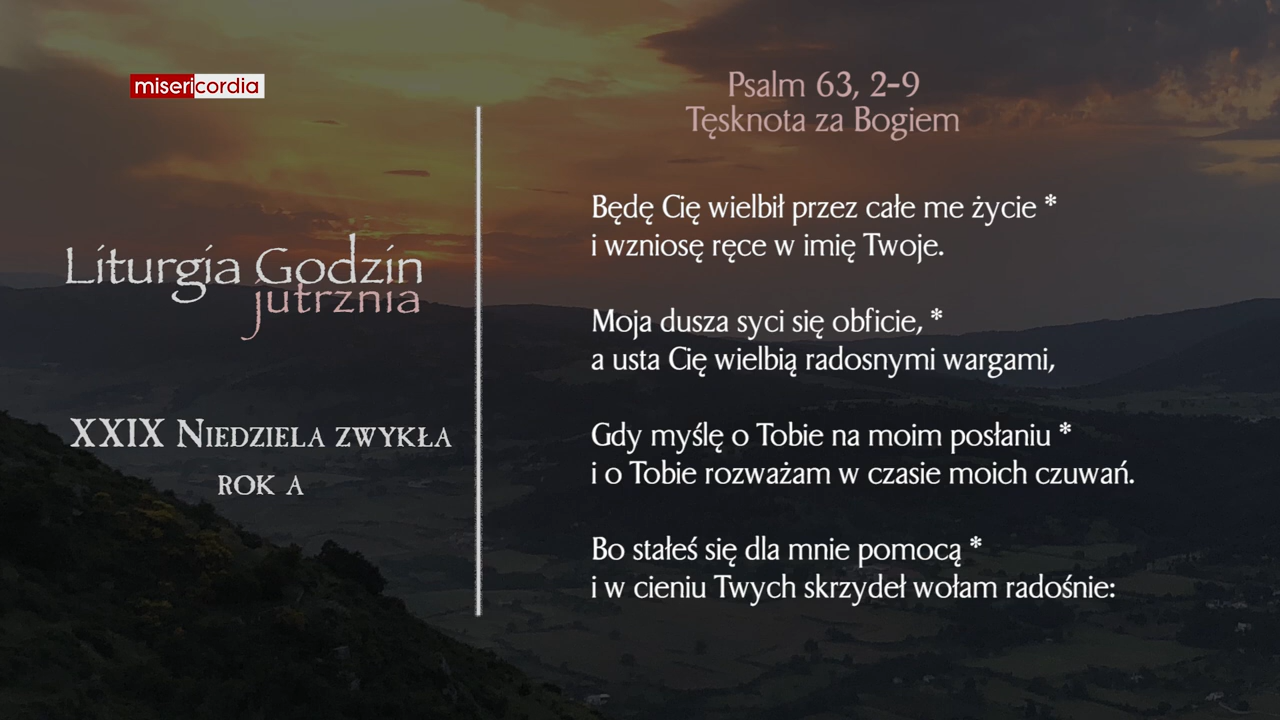 misericordia
Liturgia Godzin
jutrznia
XXIX Niedziela zwykła
rok A
Psalm 63, 2-9
Tęsknota za Bogiem
Będę Cię wielbił przez całe me życie *
i wzniosę ręce w imię Twoje.
Moja dusza syci się obficie, *
a usta Cię wielbią radosnymi wargami,
Gdy myślę o Tobie na moim posłaniu *
i o Tobie rozważam w czasie moich czuwań.
Bo stałeś się dla mnie pomocą *
i w cieniu Twych skrzydeł wołam radośnie: